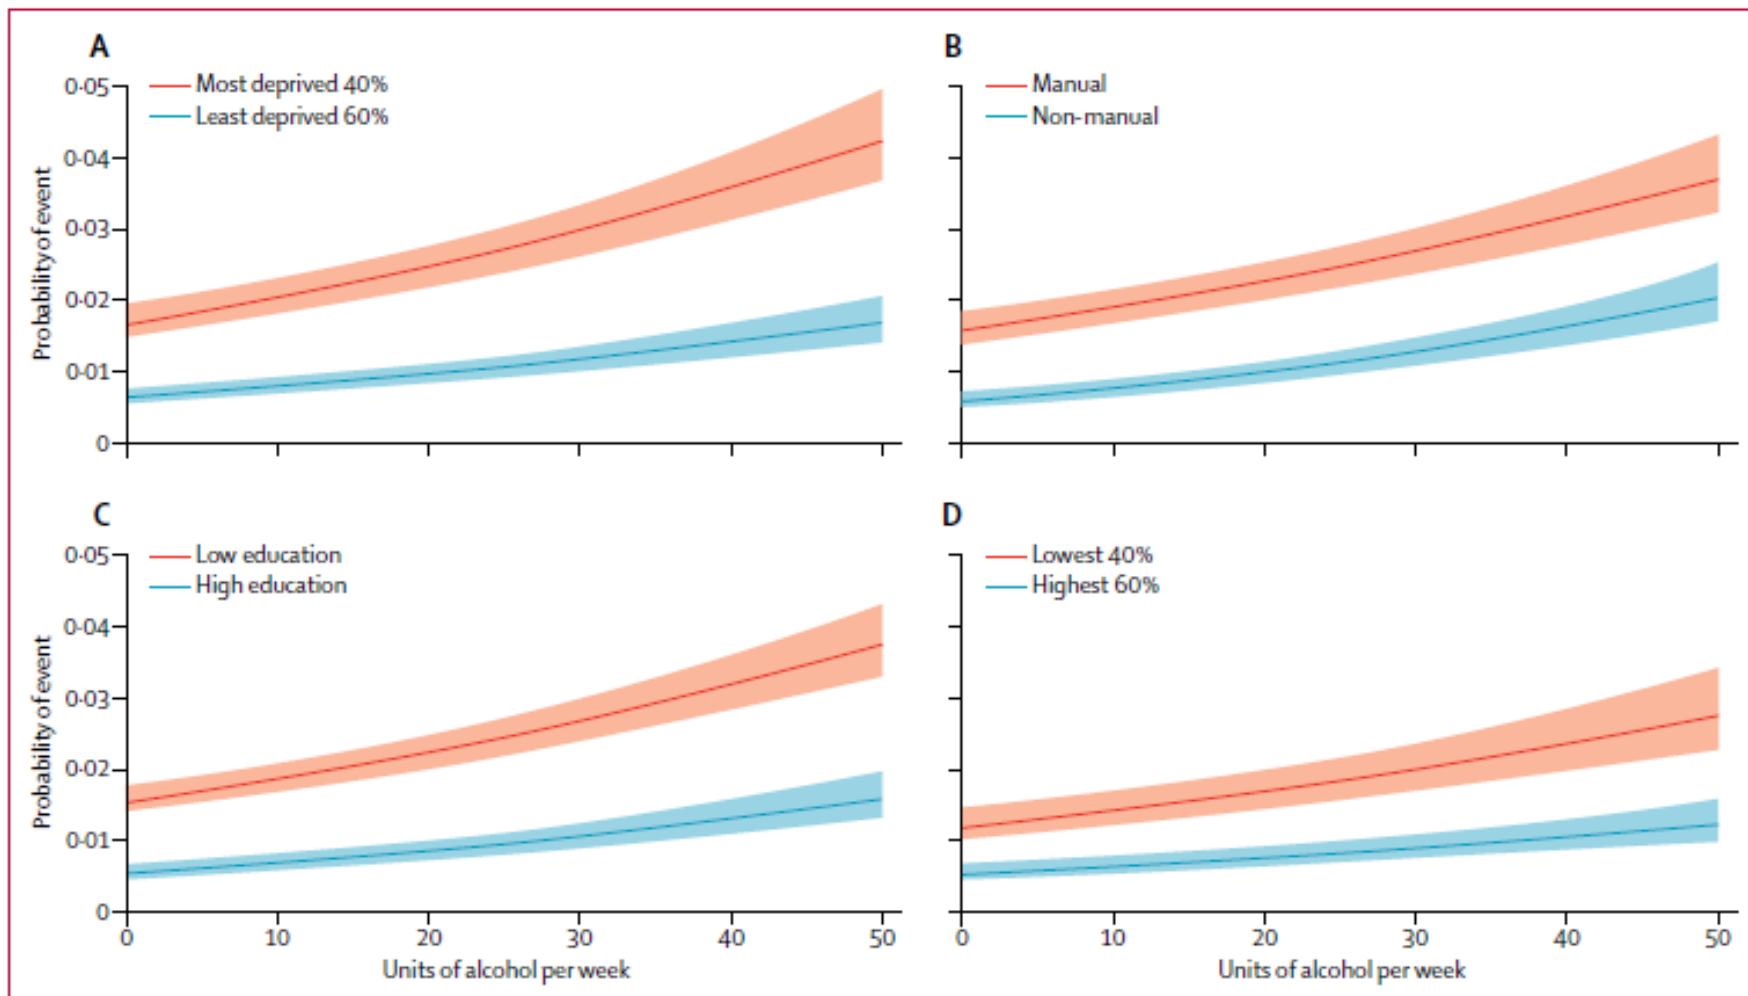 A
B
Most deprived 40%
Least deprived 60%
Manual
Non-manual
0·05
0·04
0·03
0·02
0·01
0
Probability of event
C
D
Low education
High education
Lowest 40%
Highest 60%
0·05
0·04
0·03
0·02
0·01
0
Probability of event
0 10 20 30 40 50
0 10 20 30 40 50
Units of alcohol per week
Units of alcohol per week